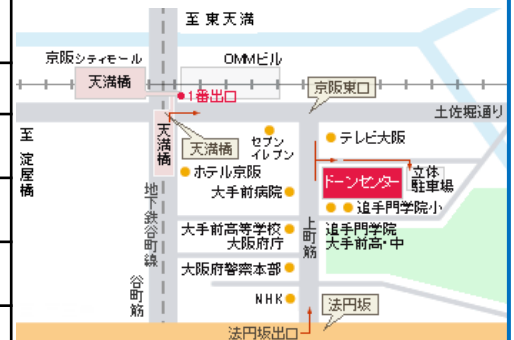 至 東天満
京阪シティモール
OMMビル
天満橋
1番出口
京阪東口
土佐堀通り
至 淀屋橋
天満橋
天満橋
セブン
イレブン
テレビ大阪
ホテル京阪
ドーンセンター
立体
駐車場
大手前病院
追手門学院小
地下鉄谷町線
上町筋
大手前高等学校
大阪府庁
追手門学院
大手前高・中
大阪府警察本部
谷町筋
NHK
法円坂
法円坂出口